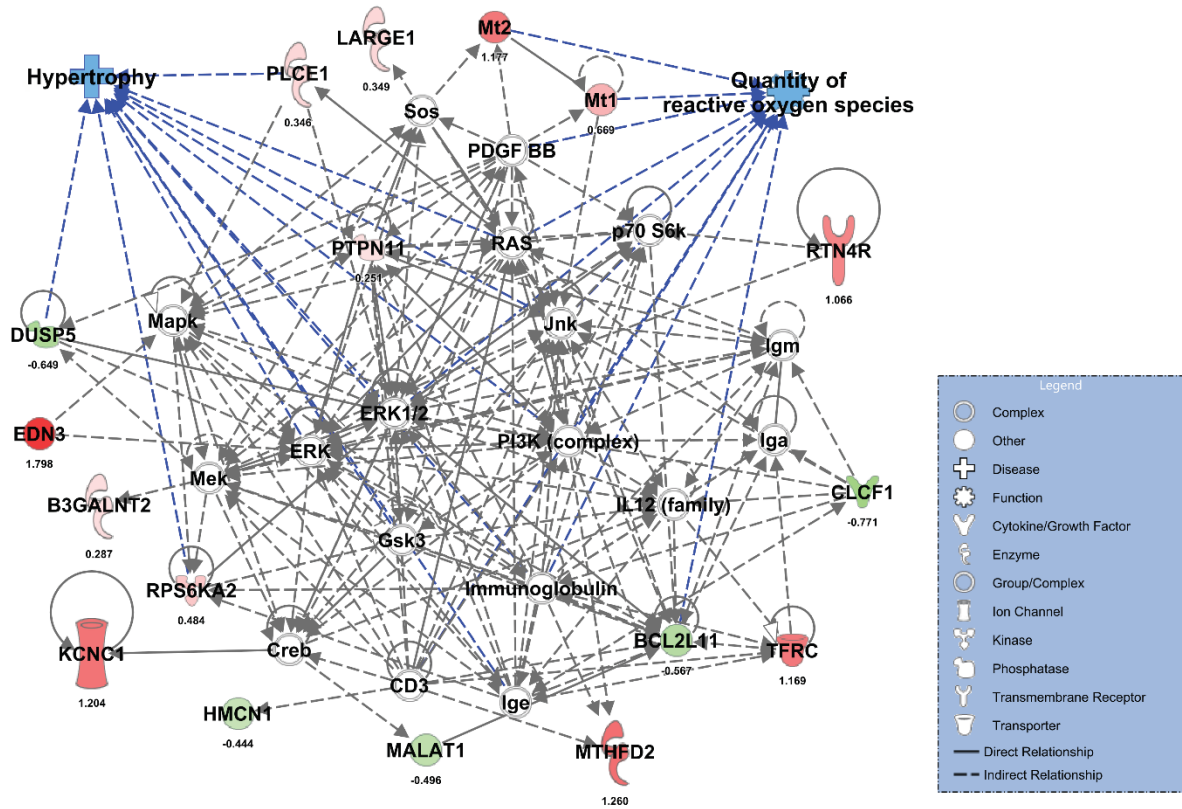 LARGE1
0.349
Mt2
1.177
Hypertrophy
PLCE1
0.346
Quantity of
reactive oxygen species
Mt1
0.669
Sos
PDGF BB
PTPN11
0.251
RAS
p70 S6k
RTN4R
1.066
DUSP5
-0.649
Mapk
Jnk
Igm
EDN3
1.798
ERK1/2
ERK
PI3K (complex)
Iga
Mek
B3GALNT2
0.287
IL12 (family)
CLCF1
-0.771
Gsk3
RPS6KA2
0.484
Immunoglobulin
KCNC1
1.204
Creb
BCL2L11
-0.567
TFRC
1.169
CD3
Ige
HMCN1
-0.444
MALAT1
-0.496
MTHFD2
1.260
Legend
Complex
Other
Disease
Function
Cytokine/Growth Factor
Enzyme
Group/Complex
Ion Channel
Kinase
Phosphatase
Transmembrane Receptor
Transporter
Direct Relationship
Indirect Relationship